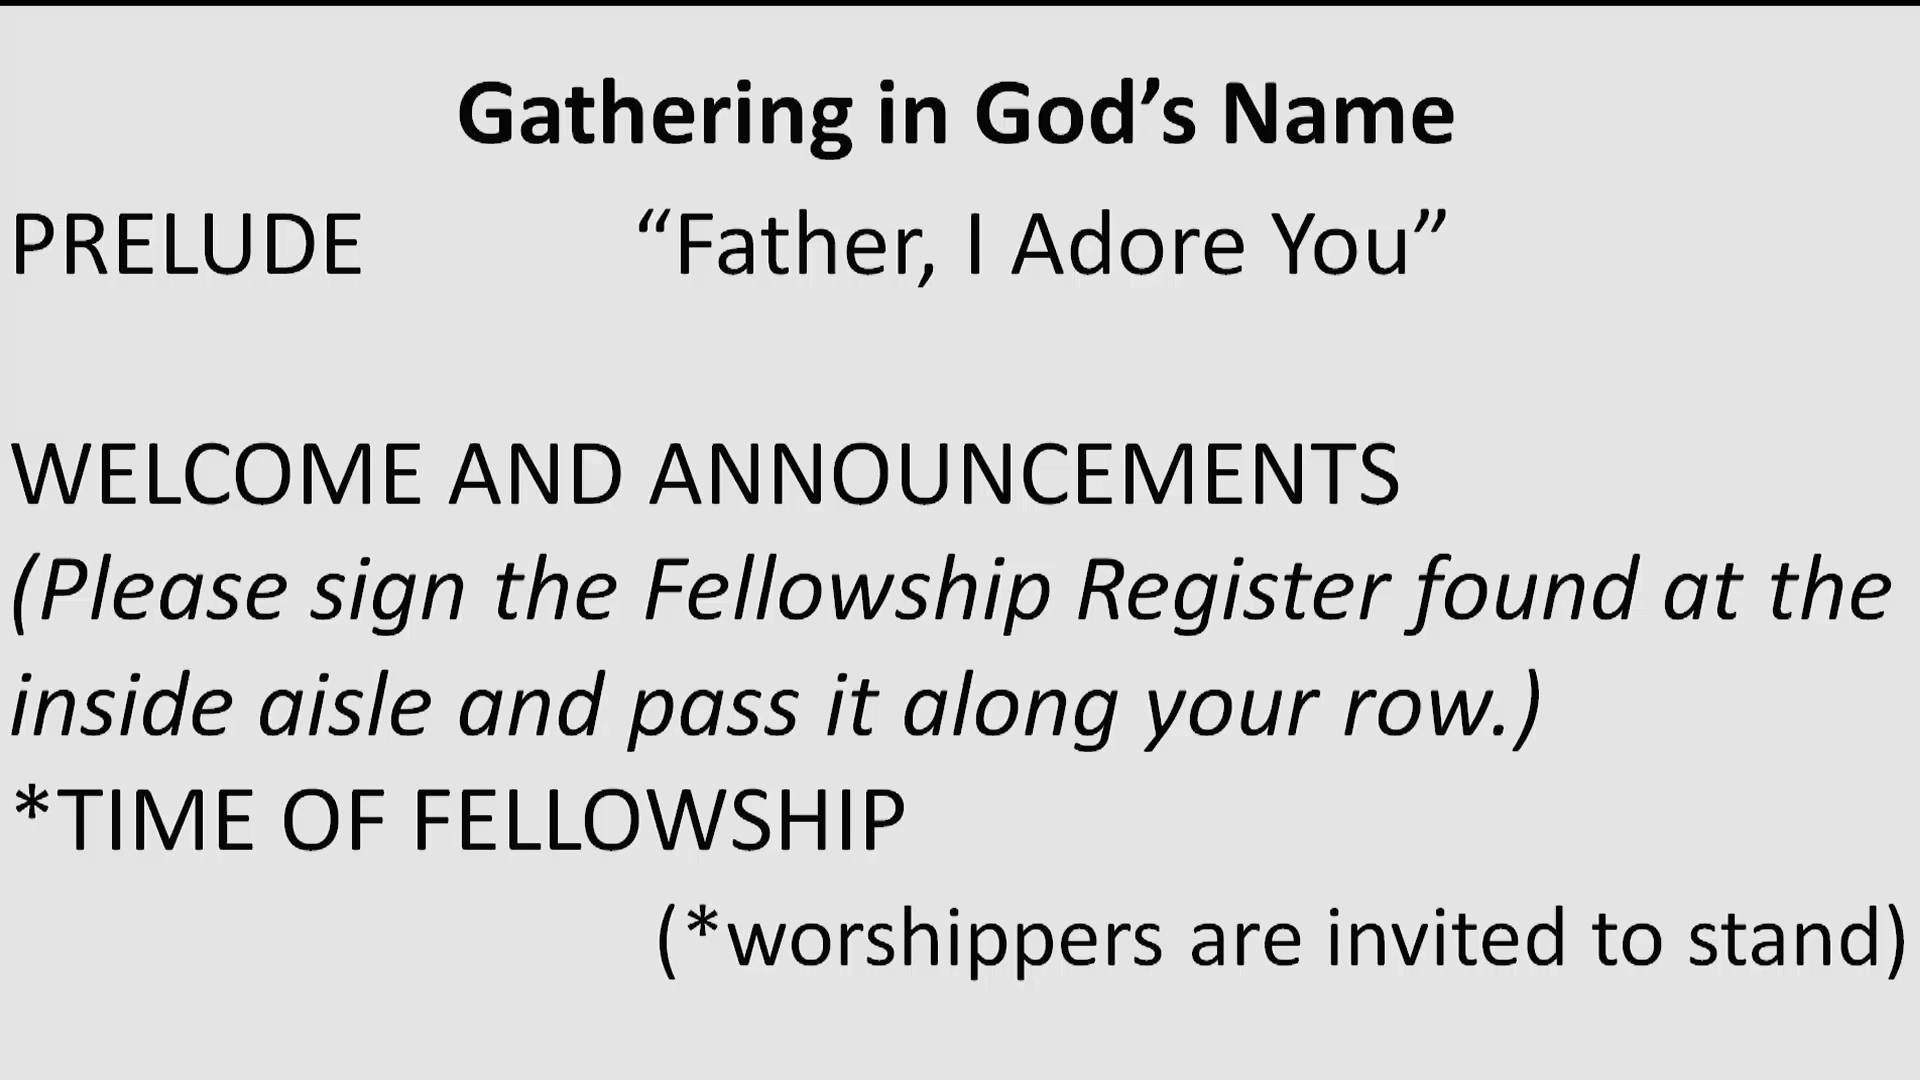 Gathering in God’s Name
PRELUDE “Father, I Adore You”
WELCOME AND ANNOUNCEMENTS
(Please sign the Fellowship Register found at the
inside aisle and pass it along your row.)
*TIME OF FELLOWSHIP
(*worshippers are invited to stand)